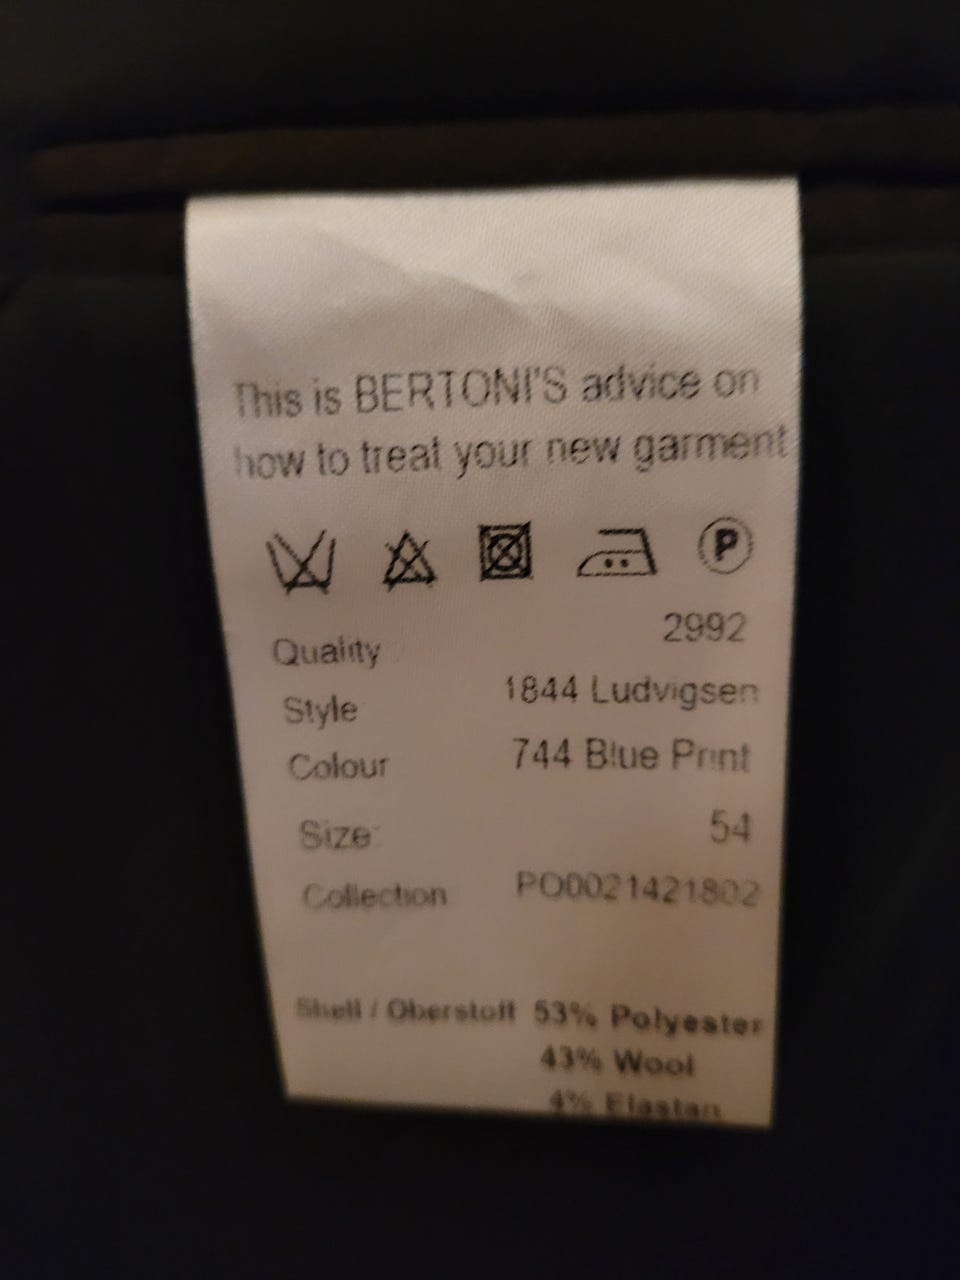 This is BERTONI'S advice on
how to treat your new garment
P
Quality 2992
Style 1844 Ludvigsen
Colour 744 Blue Print
Size: 54
Collection PO0021421802
Shell / Oberstoff 53% Polyester
43% Wool
4% Elastan